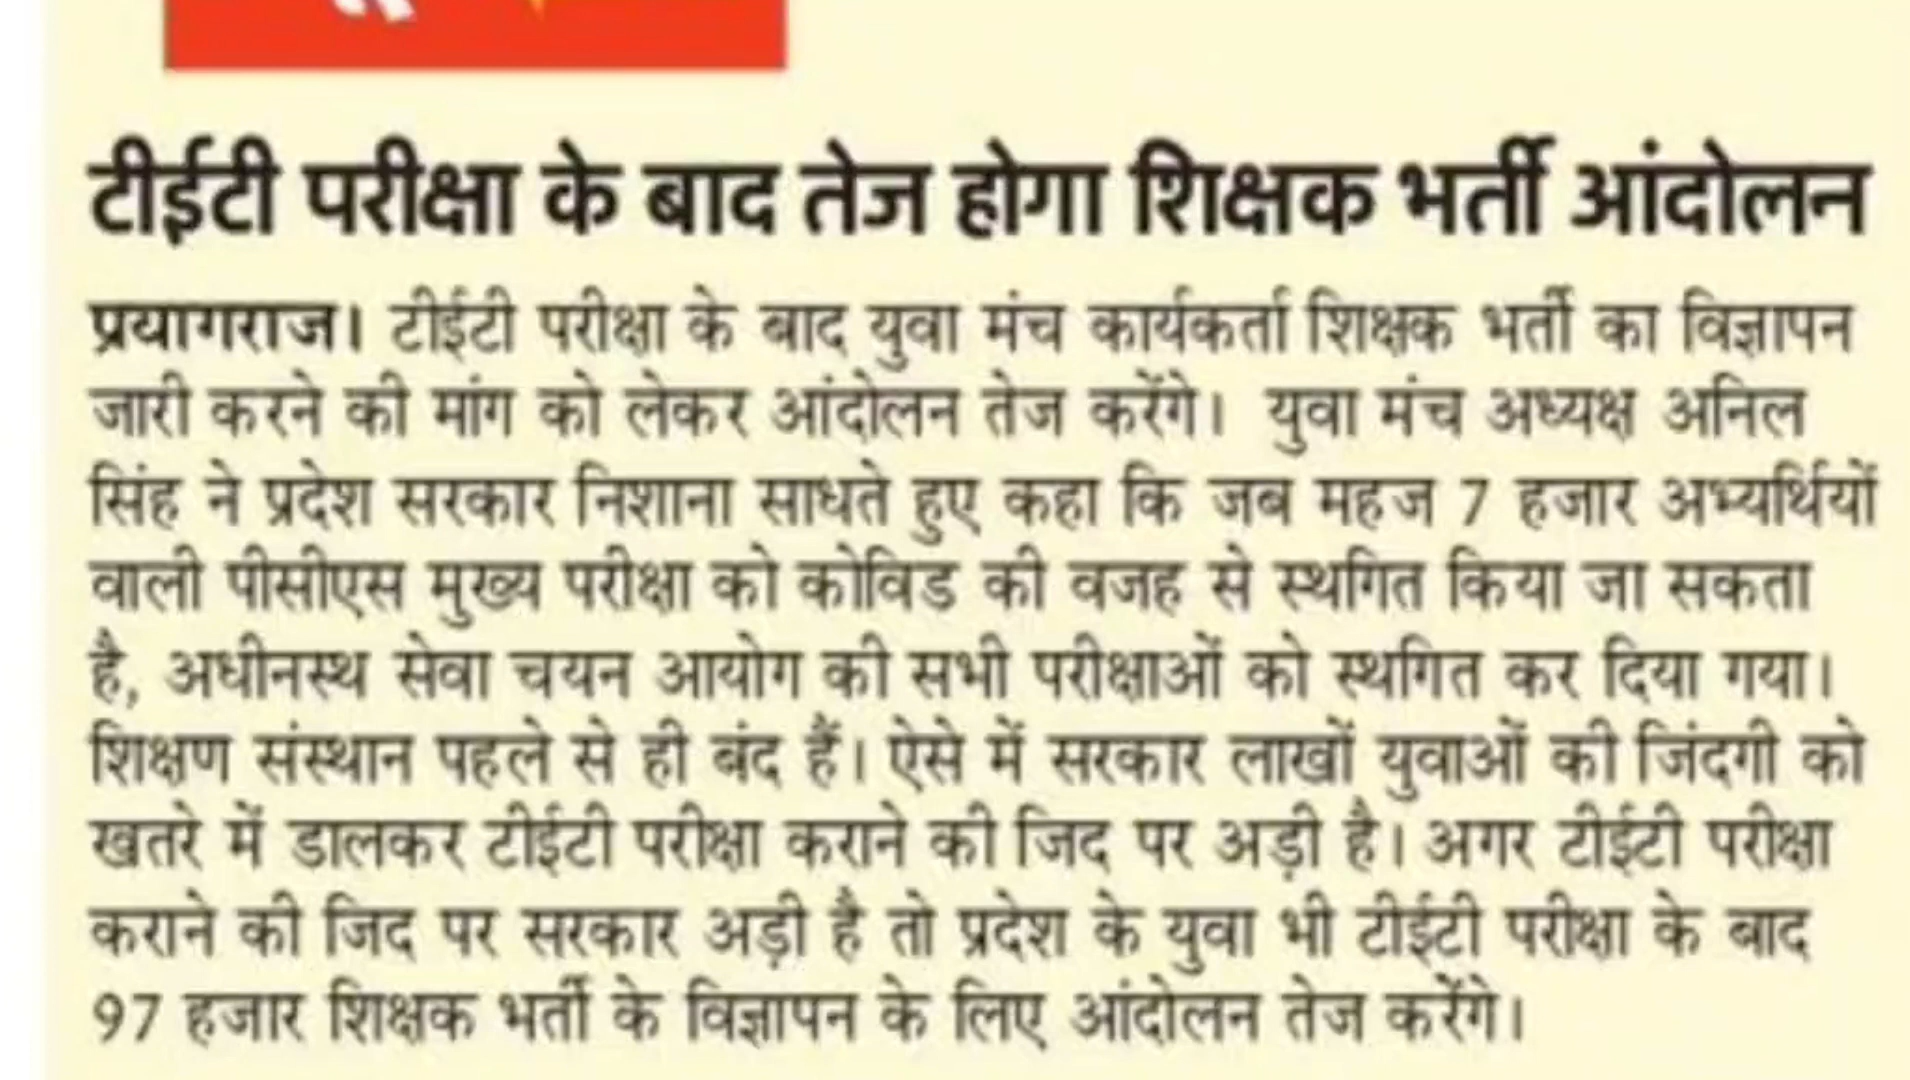 टीईटी परीक्षा के बाद तेज होगा शिक्षक भर्ती आंदोलन
प्रयागराज। टीईटी परीक्षा के बाद युवा मंच कार्यकर्ता शिक्षक भर्ती का विज्ञापन
जारी करने की मांग को लेकर आंदोलन तेज करेंगे। युवा मंच अध्यक्ष अनिल
सिंह ने प्रदेश सरकार निशाना साधते हुए कहा कि जब महज 7 हजार अभ्यर्थियों
वाली पीसीएस मुख्य परीक्षा को कोविड की वजह से स्थगित किया जा सकता
है, अधीनस्थ सेवा चयन आयोग की सभी परीक्षाओं को स्थगित कर दिया गया।
शिक्षण संस्थान पहले से ही बंद हैं। ऐसे में सरकार लाखों युवाओं की जिंदगी को
खतरे में डालकर टीईटी परीक्षा कराने की जिद पर अड़ी है। अगर टीईटी परीक्षा
कराने की जिद पर सरकार अड़ी है तो प्रदेश के युवा भी टीईटी परीक्षा के बाद
97 हजार शिक्षक भर्ती के विज्ञापन के लिए आंदोलन तेज करेंगे।